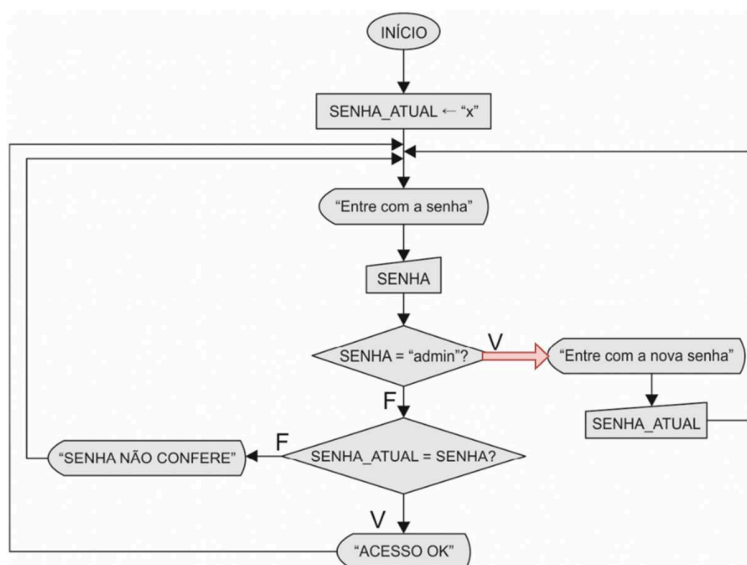 INÍCIO
SENHA_ATUAL ← “x”
“Entre com a senha”
SENHA
SENHA = “admin”?
V
“Entre com a nova senha”
F
SENHA_ATUAL
“SENHA NÃO CONFERE”
F
SENHA_ATUAL = SENHA?
V
“ACESSO OK”